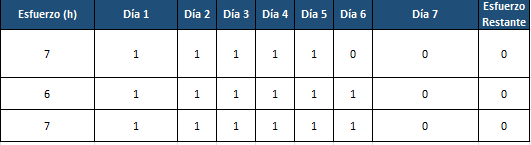 Esfuerzo (h) Día 1 Día 2 Día 3 Día 4 Día 5 Día 6 Día 7 Esfuerzo Restante
7 1 1 1 1 1 0 0 0
6 1 1 1 1 1 1 0 0
7 1 1 1 1 1 1 0 0